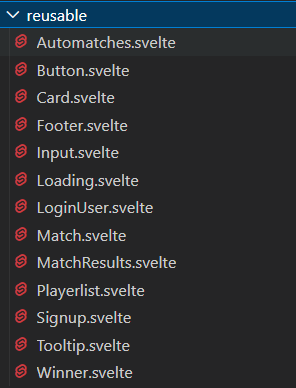 reusable
Automatches.svelte
Button.svelte
Card.svelte
Footer.svelte
Input.svelte
Loading.svelte
LoginUser.svelte
Match.svelte
MatchResults.svelte
Playerlist.svelte
Signup.svelte
Tooltip.svelte
Winner.svelte